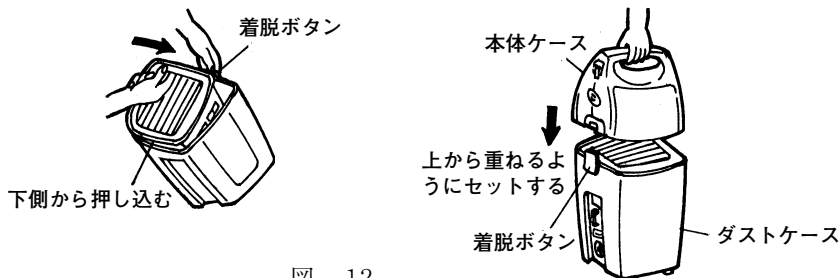 着脱ボタン
下側から押し込む
本体ケース
上から重ねるよ
うにセットする
着脱ボタン
ダストケース
図 12